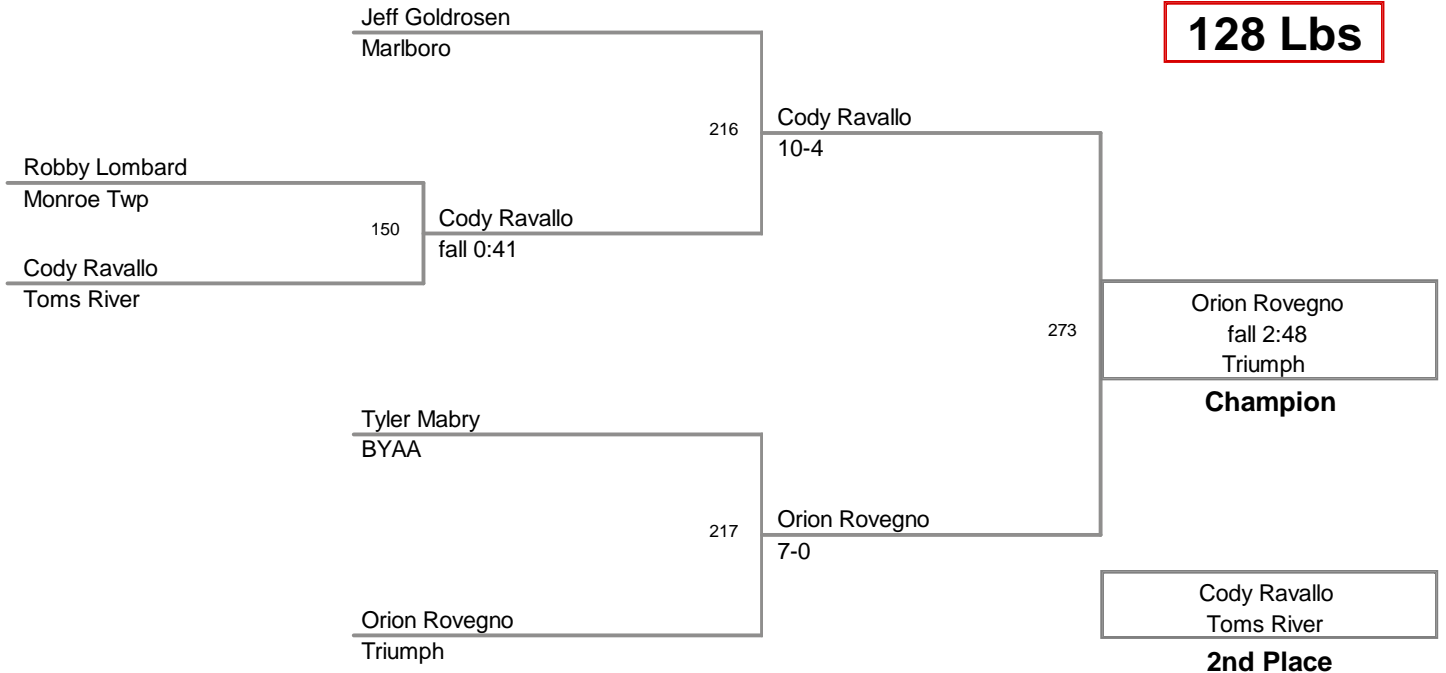 Jeff Goldrosen
Marlboro
128 Lbs
216
Cody Ravallo
10-4
Robby Lombard
Monroe Twp
150
Cody Ravallo
fall 0:41
Cody Ravallo
Toms River
273
Orion Rovegno
fall 2:48
Triumph
Champion
Tyler Mabry
BYAA
217
Orion Rovegno
7-0
Orion Rovegno
Triumph
Cody Ravallo
Toms River
2nd Place